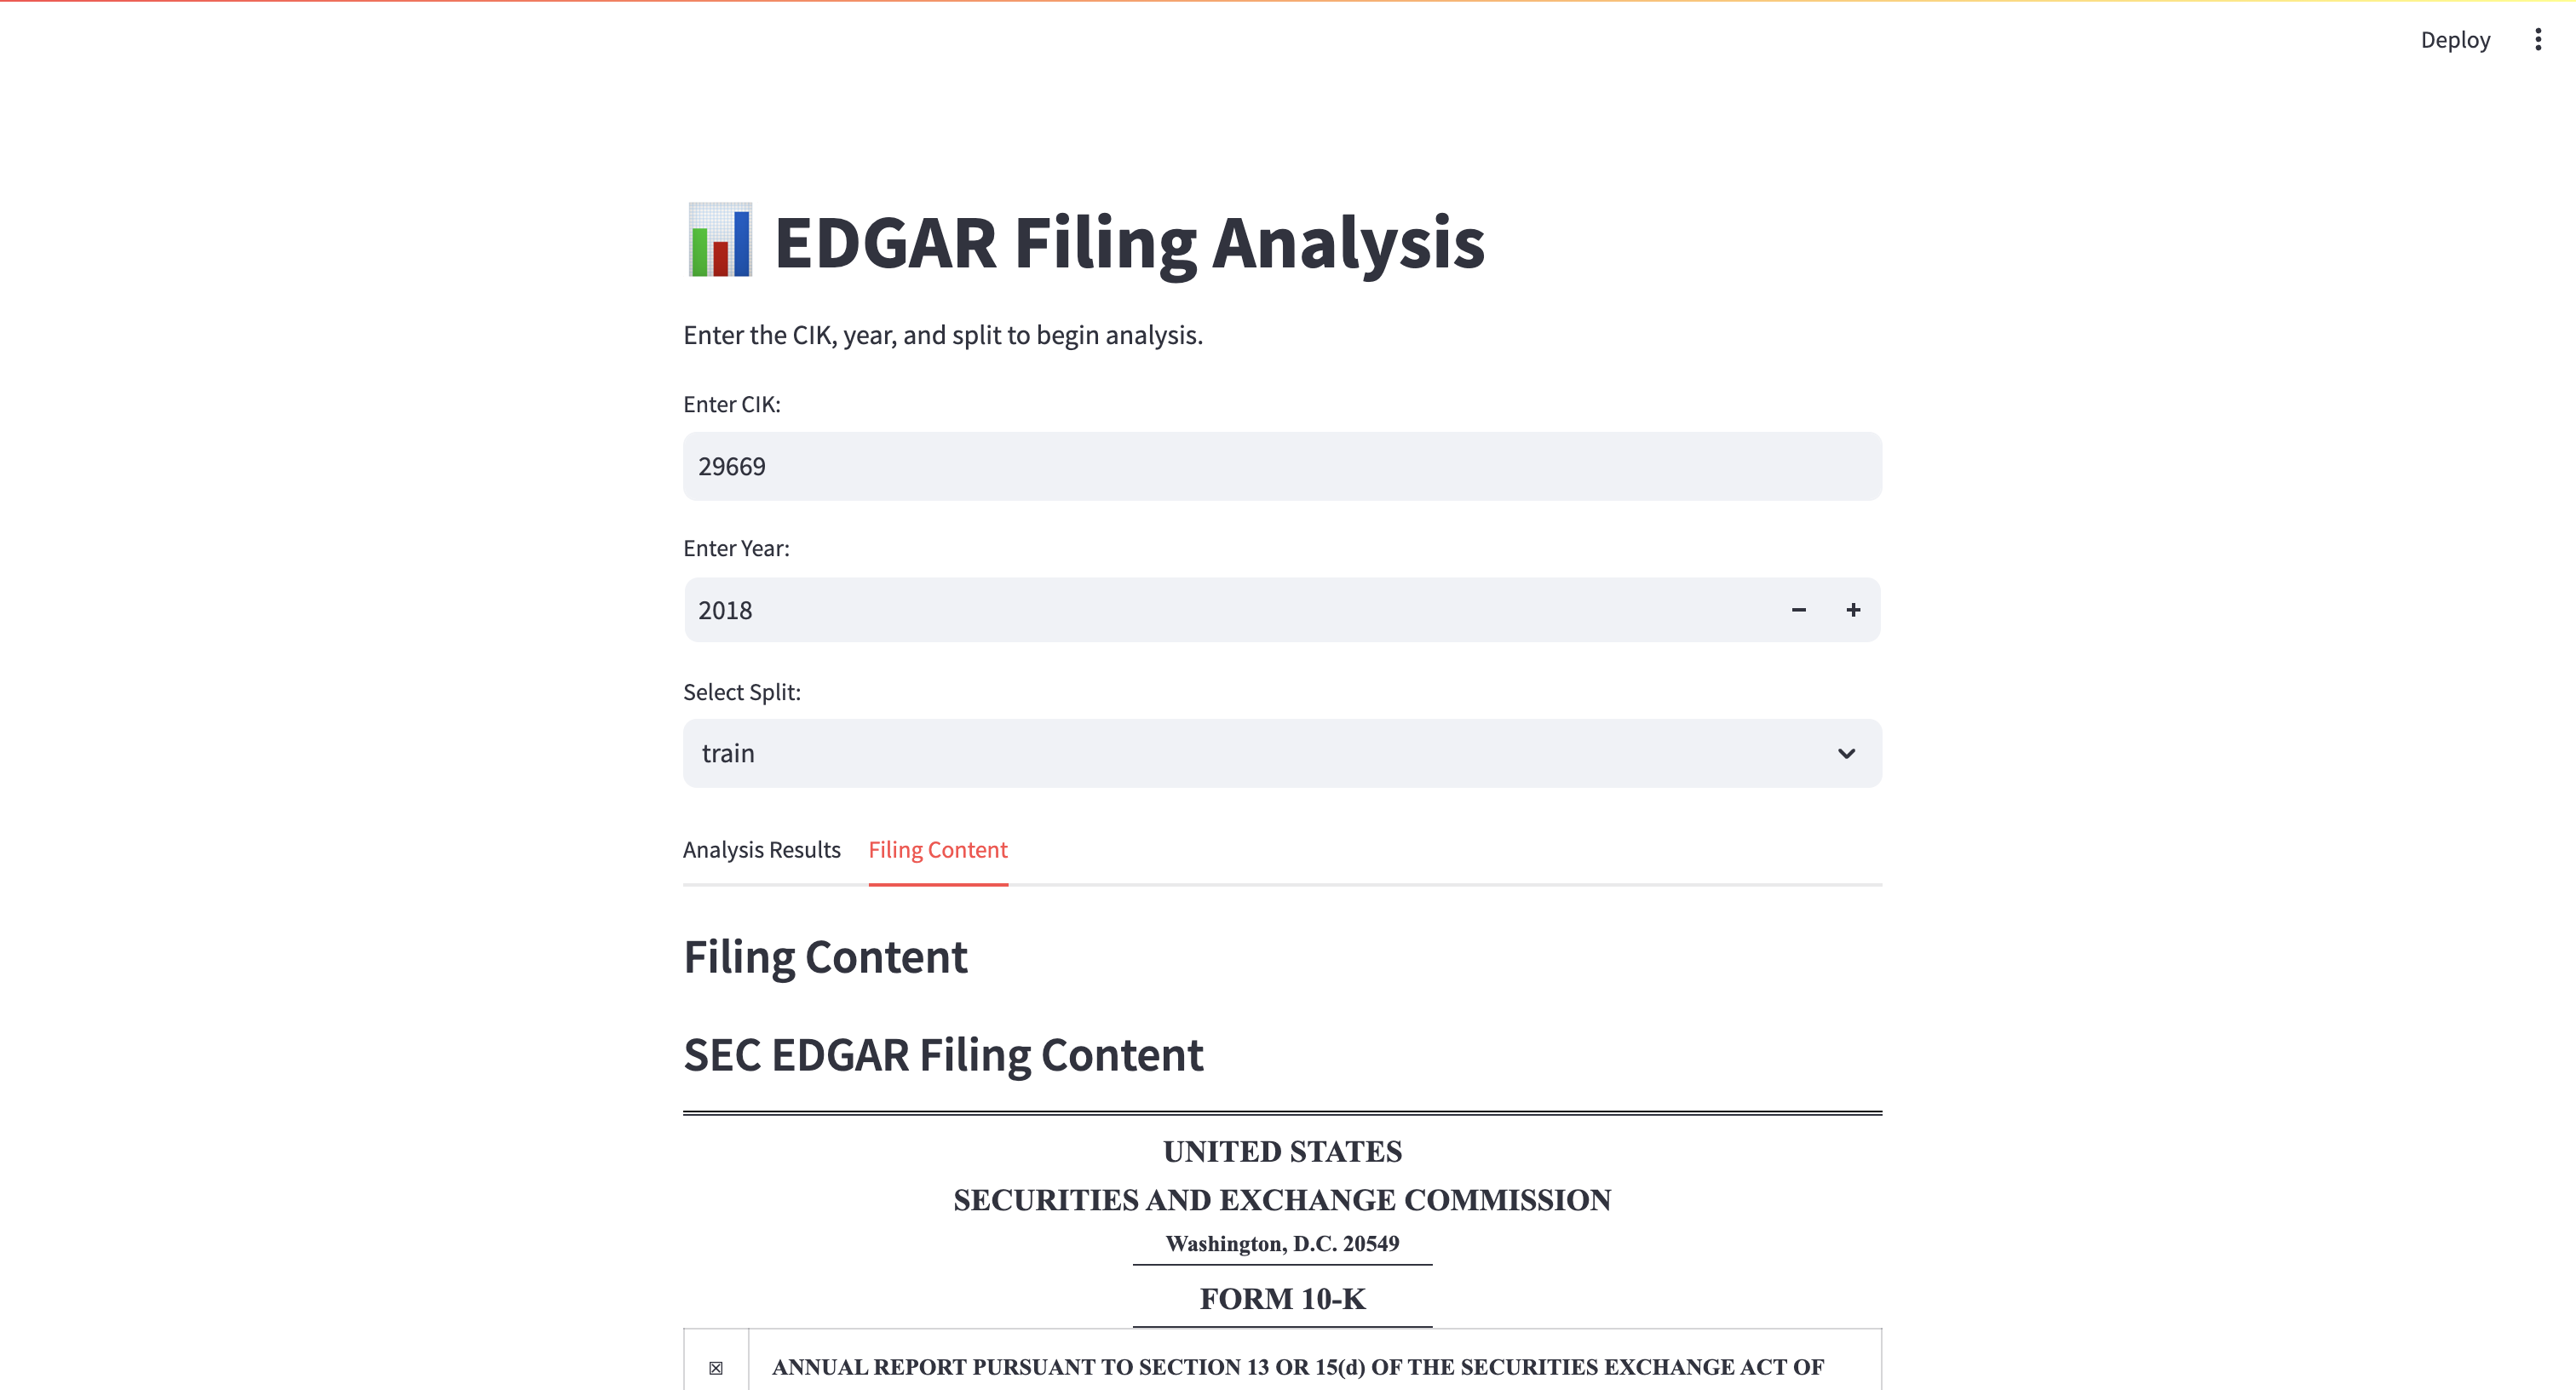 Deploy
EDGAR Filing Analysis
Enter the CIK, year, and split to begin analysis.
Enter CIK:
29669
Enter Year:
2018
Select Split:
train
Analysis Results Filing Content
Filing Content
SEC EDGAR Filing Content
UNITED STATES
SECURITIES AND EXCHANGE COMMISSION
Washington, D.C. 20549
FORM 10-K
☒ ANNUAL REPORT PURSUANT TO SECTION 13 OR 15(d) OF THE SECURITIES EXCHANGE ACT OF